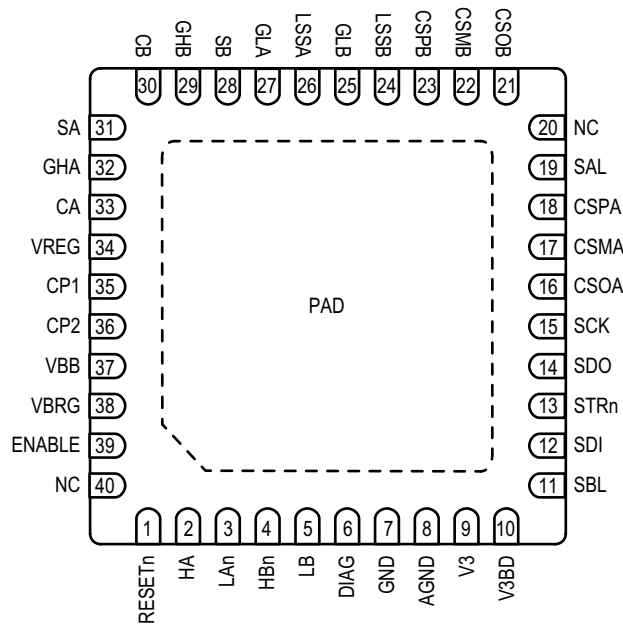 CB
GHB
SB
GLA
LSSA
GLB
LSSB
CSPB
CSMB
CSOB
30 29 28 27 26 25 24 23 22 21
SA 31 20 NC
GHA 32 19 SAL
CA 33 18 CSPA
VREG 34 17 CSMA
CP1 35 16 CSOA
PAD
CP2 36 15 SCK
VBB 37 14 SDO
VBRG 38 13 STRn
ENABLE 39 12 SDI
NC 40 11 SBL
1 2 3 4 5 6 7 8 9 10
RESETn
HA
LAn
HBn
LB
DIAG
GND
AGND
V3
V3BD